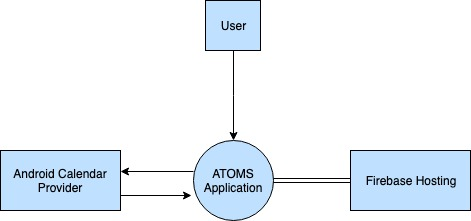 User
Android Calendar
Provider
ATOMS
Application
Firebase Hosting